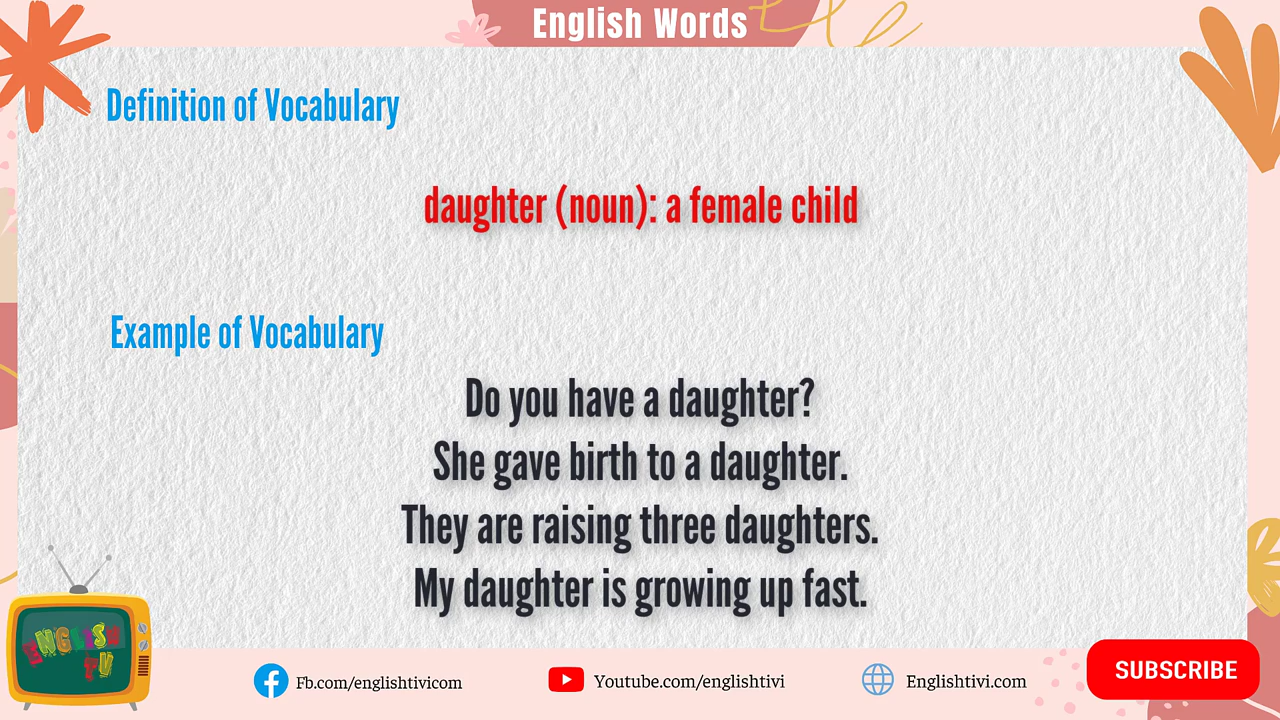 English Words
Definition of Vocabulary
daughter (noun): a female child
Example of Vocabulary
Do you have a daughter?
She gave birth to a daughter.
They are raising three daughters.
My daughter is growing up fast.
ENGLISH
TV
Fb.com/englishtivicom
Youtube.com/englishtivi
Englishtivi.com
SUBSCRIBE